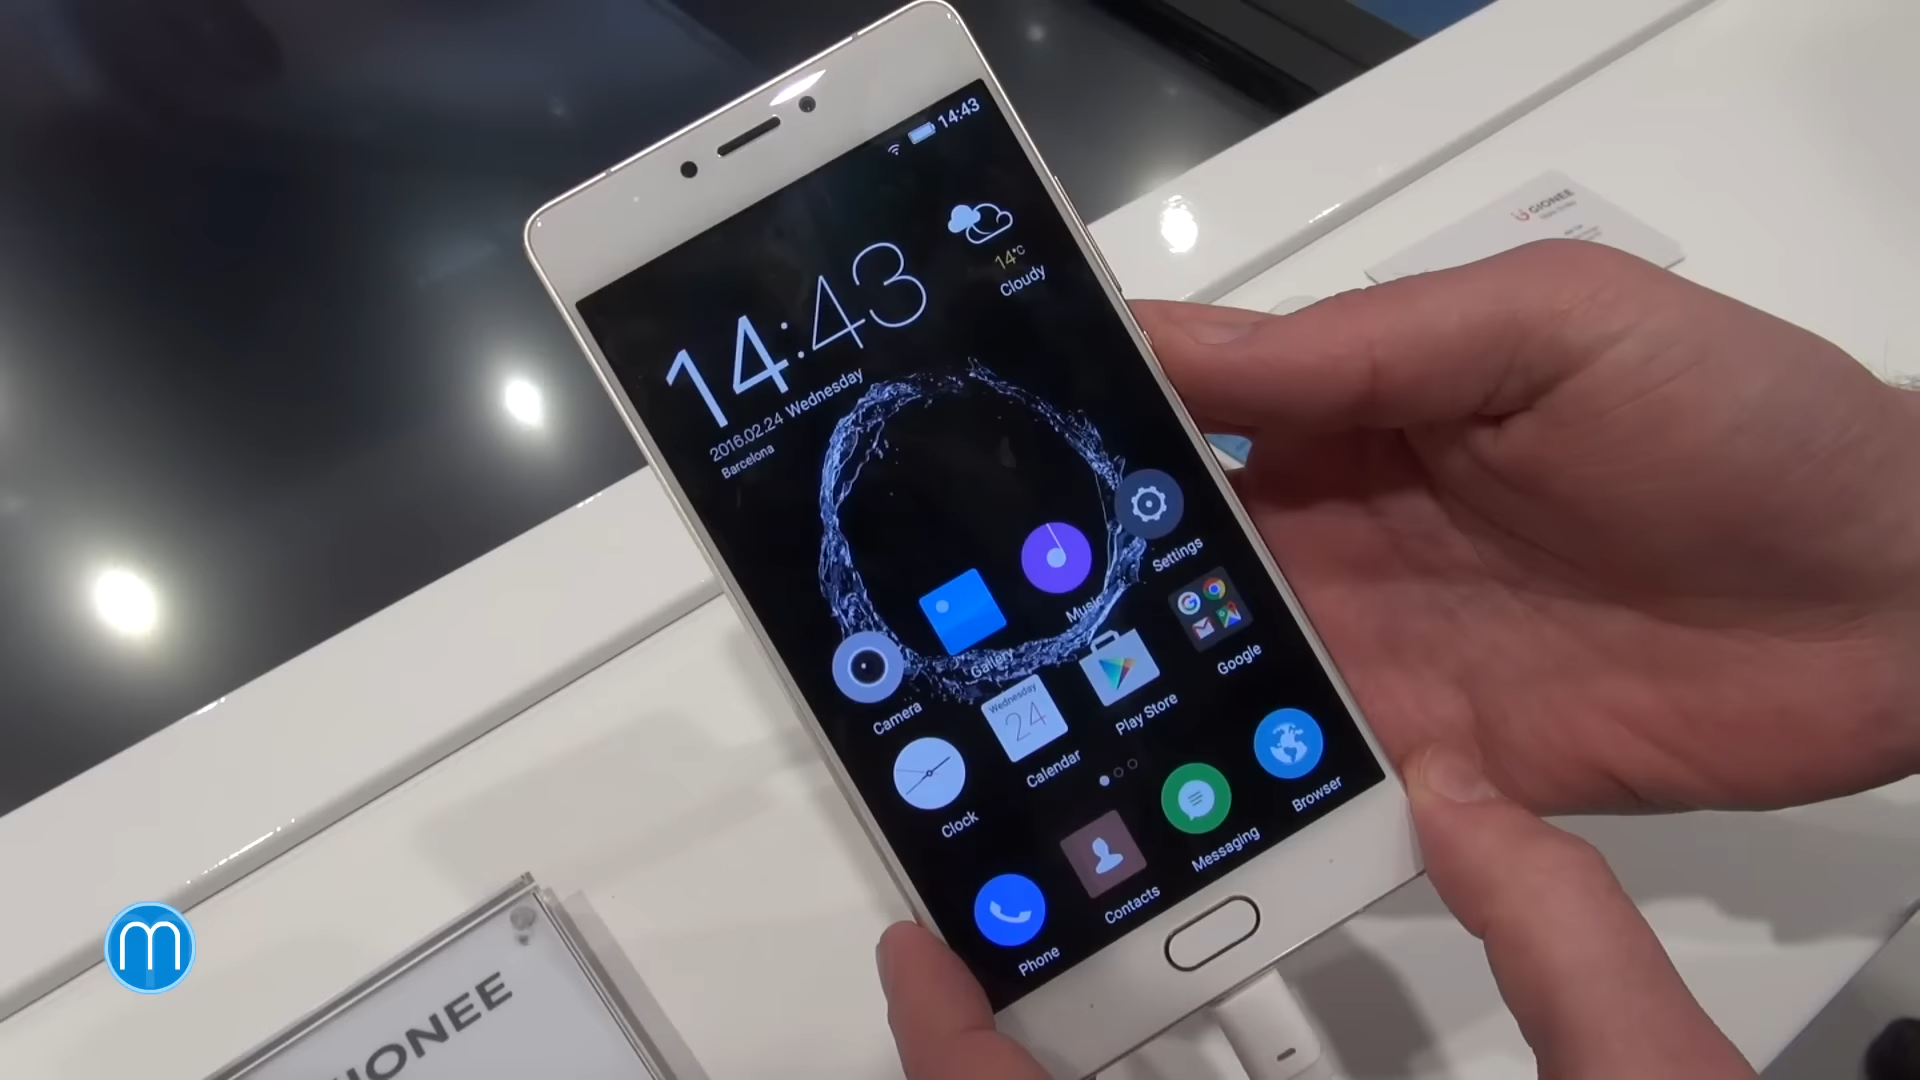 14:43
14:43
14°C
Cloudy
2016.02.24 Wednesday
Barcelona
Settings
Music
Gallery
Camera
Google
Play Store
Wednesday
24
Calendar
Clock
Browser
Messaging
Contacts
Phone
GIONEE
IONEE
m